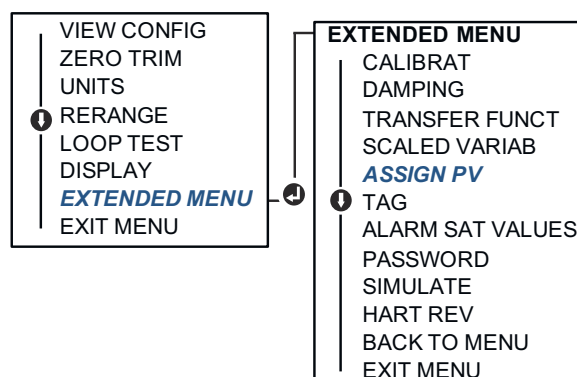 VIEW CONFIG
ZERO TRIM
UNITS
RERANGE
LOOP TEST
DISPLAY
EXTENDED MENU
EXIT MENU
EXTENDED MENU
CALIBRAT
DAMPING
TRANSFER FUNCT
SCALED VARIAB
ASSIGN PV
TAG
ALARM SAT VALUES
PASSWORD
SIMULATE
HART REV
BACK TO MENU
EXIT MENU